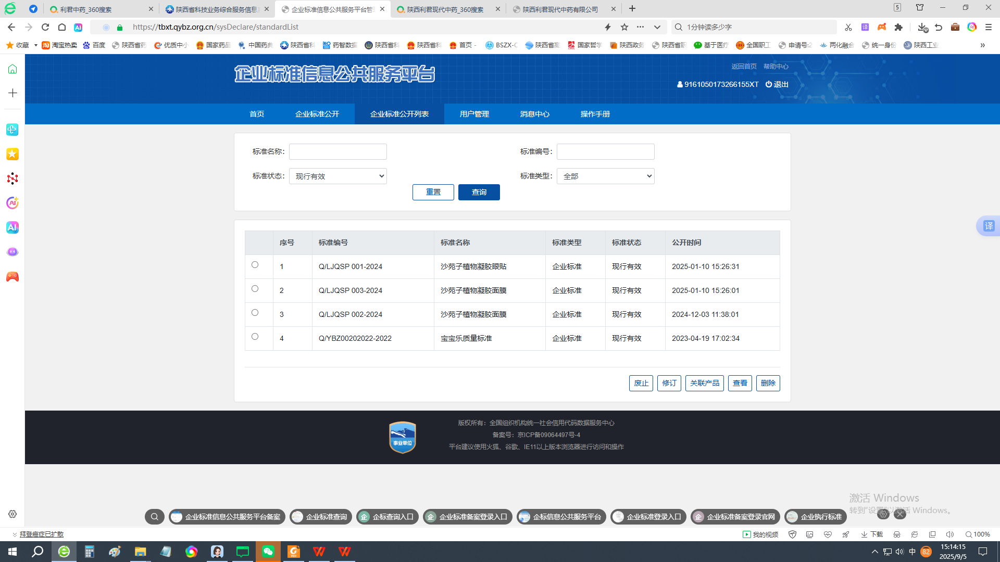 利君中药_360搜索
陕西省科技业务综合服务信息
企业标准信息公共服务平台管
陕西利君现代中药_360搜索
陕西利君现代中药有限公司
5
https://tbxt.qybz.org.cn/sysDeclare/standardList
1分钟读多少字
收藏 淘宝热卖 百度 陕西省药 优质中小 国家药品 中国药典 陕西省科 药智数据 陕西省科 陕西省科 首页 - BSZX-C 陕西省高 国家哲学 陕西政务 陕西省职 基于医疗 全国职工 申请号:2 两化融合 统一身份 陕西工业
企业标准信息公共服务平台
返回首页 帮助中心
9161050173266155XT 退出
首页 企业标准公开 企业标准公开列表 用户管理 消息中心 操作手册
标准名称: 标准编号:
标准状态: 现行有效 标准类型: 全部
重置 查询
序号 标准编号 标准名称 标准类型 标准状态 公开时间
1 Q/LJQSP 001-2024 沙苑子植物凝胶眼贴 企业标准 现行有效 2025-01-10 15:26:31
2 Q/LJQSP 003-2024 沙苑子植物凝胶面膜 企业标准 现行有效 2025-01-10 15:26:01
3 Q/LJQSP 002-2024 沙苑子植物凝胶面膜 企业标准 现行有效 2024-12-03 11:38:01
4 Q/YBZ00202022-2022 宝宝乐质量标准 企业标准 现行有效 2023-04-19 17:02:34
废止 修订 关联产品 查看 删除
译
事业单位
版权所有：全国组织机构统一社会信用代码数据服务中心
备案号：京ICP备09064497号-4
平台建议使用火狐、谷歌、IE11以上版本浏览器进行访问和操作
激活 Windows
转到"设置"以激活 Windows。
企业标准信息公共服务平台备案 企业标准查询 企标查询入口 企业标准备案登录入口 企标信息公共服务平台 企业标准登录入口 企业标准备案登录官网 企业执行标准
拜登癌症已扩散
我的视频 下载 100%
中 82 15:14:15
2025/9/5